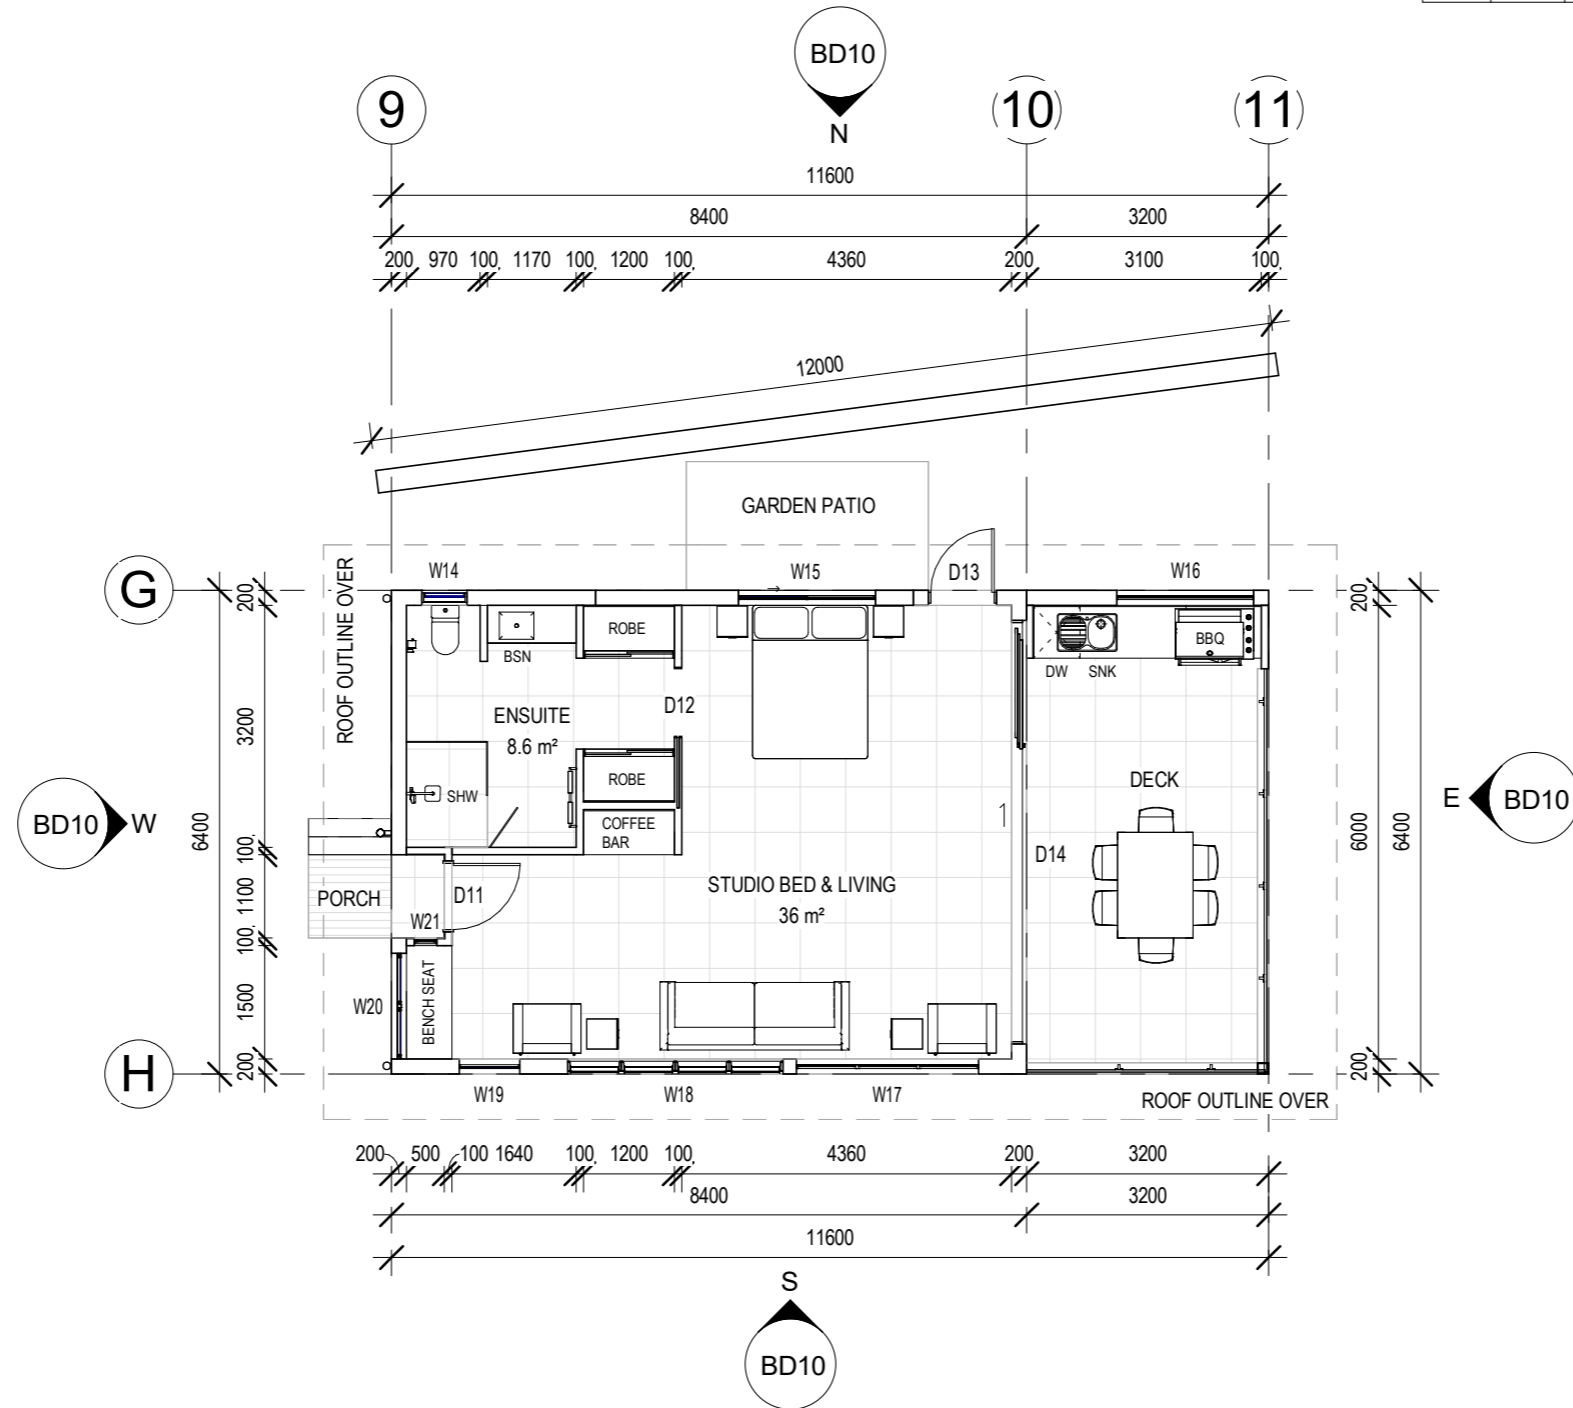 BD10
N
9
10
11
11600
8400
3200
200
970
100,
1170
100,
1200
100,
4360
200
3100
100,
12000
GARDEN PATIO
G
H
ROOF OUTLINE OVER
W14
W15
D13
W16
ROBE
BSN
D12
ENSUITE
8.6 m²
ROBE
SHW
COFFEE
BAR
DW
SNK
BBQ
DECK
D14
1
STUDIO BED & LIVING
36 m²
PORCH
D11
W21
W20
BENCH SEAT
W19
W18
W17
ROOF OUTLINE OVER
BD10
W
6400
200
3200
100,
1100
100,
1500
200
200
6000
200
6400
E
BD10
200
500
100
1640
100,
1200
100,
4360
200
3200
8400
3200
11600
S
BD10